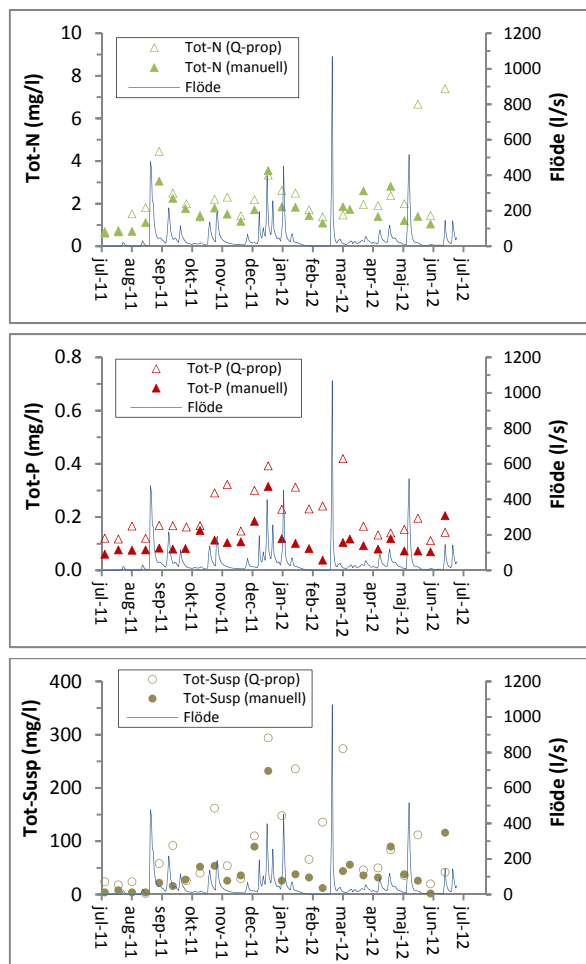 Tot-N (mg/l)
10
8
6
4
2
0
Tot-N (Q-prop)
Tot-N (manuell)
Flöde
1200
1000
800
600
400
200
0
Flöde (l/s)
jul-11
aug-11
sep-11
okt-11
nov-11
dec-11
jan-12
feb-12
mar-12
apr-12
maj-12
jun-12
jul-12
Tot-P (mg/l)
0.8
0.6
0.4
0.2
0.0
Tot-P (Q-prop)
Tot-P (manuell)
Flöde
1200
1000
800
600
400
200
0
Flöde (l/s)
jul-11
aug-11
sep-11
okt-11
nov-11
dec-11
jan-12
feb-12
mar-12
apr-12
maj-12
jun-12
jul-12
Tot-Susp (mg/l)
400
300
200
100
0
Tot-Susp (Q-prop)
Tot-Susp (manuell)
Flöde
1200
1000
800
600
400
200
0
Flöde (l/s)
jul-11
aug-11
sep-11
okt-11
nov-11
dec-11
jan-12
feb-12
mar-12
apr-12
maj-12
jun-12
jul-12